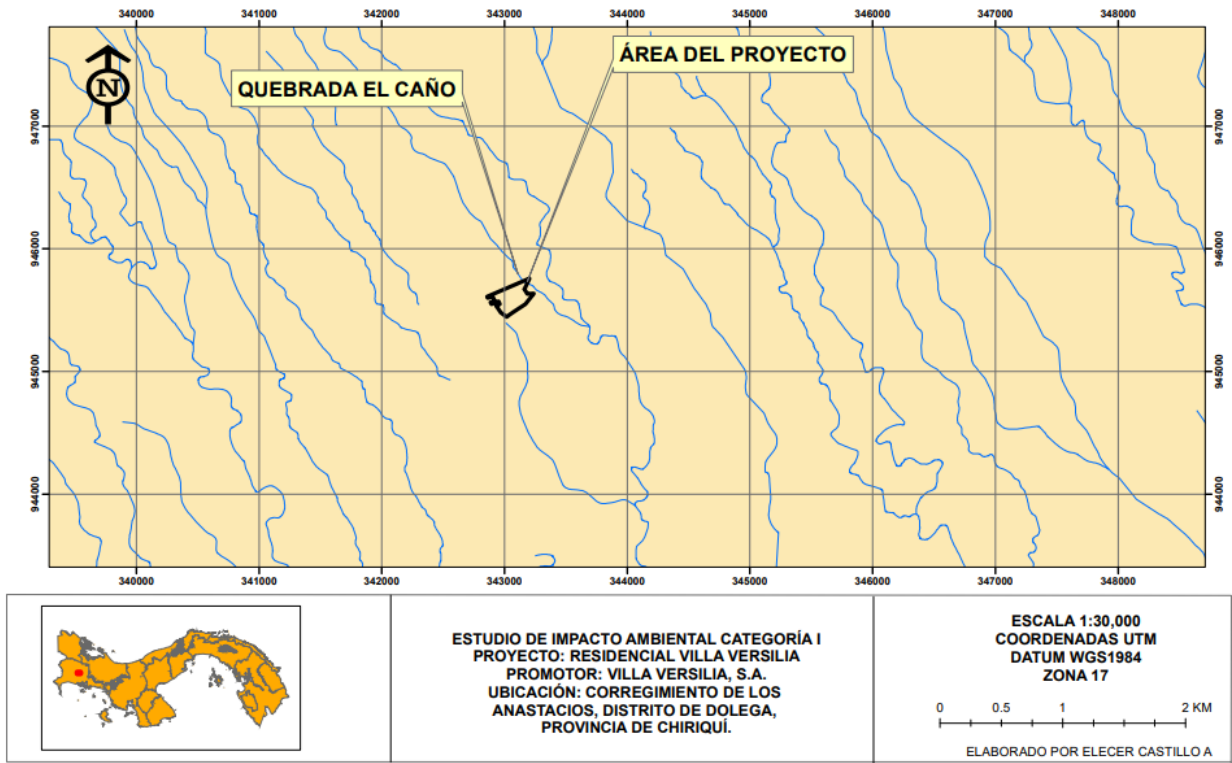 340000 341000 342000 343000 344000 345000 346000 347000 348000
ÁREA DEL PROYECTO
N
QUEBRADA EL CAÑO
947000 947000
946000 946000
945000 945000
944000 944000
340000 341000 342000 343000 344000 345000 346000 347000 348000
ESTUDIO DE IMPACTO AMBIENTAL CATEGORÍA I
PROYECTO: RESIDENCIAL VILLA VERSILIA
PROMOTOR: VILLA VERSILIA, S.A.
UBICACIÓN: CORREGIMIENTO DE LOS
ANASTACIOS, DISTRITO DE DOLEGA,
PROVINCIA DE CHIRIQUÍ.
ESCALA 1:30,000
COORDENADAS UTM
DATUM WGS1984
ZONA 17
0 0.5 1 2 KM
ELABORADO POR ELECER CASTILLO A